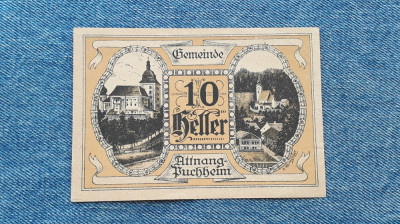 Gemeinde
10
Heller
Attnang-
Puchheim